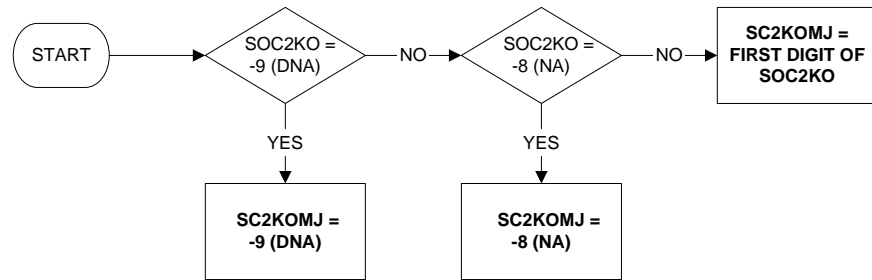 START
SOC2KO =
-9 (DNA)
NO
SOC2KO =
-8 (NA)
NO
SC2KOMJ =
FIRST DIGIT OF
SOC2KO
YES
YES
SC2KOMJ =
-9 (DNA)
SC2KOMJ =
-8 (NA)